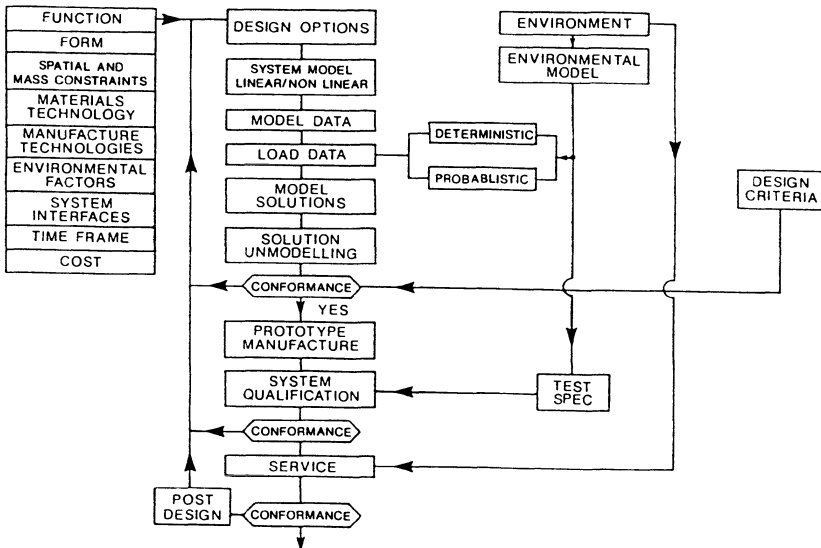 FUNCTION
FORM
SPATIAL AND
MASS CONSTRAINTS
MATERIALS
TECHNOLOGY
MANUFACTURE
TECHNOLOGIES
ENVIRONMENTAL
FACTORS
SYSTEM
INTERFACES
TIME FRAME
COST
DESIGN OPTIONS
SYSTEM MODEL
LINEAR/NON LINEAR
MODEL DATA
LOAD DATA
MODEL
SOLUTIONS
SOLUTION
UNMODELLING
CONFORMANCE
YES
PROTOTYPE
MANUFACTURE
SYSTEM
QUALIFICATION
CONFORMANCE
SERVICE
CONFORMANCE
POST
DESIGN
DETERMINISTIC
PROBABLISTIC
ENVIRONMENT
ENVIRONMENTAL
MODEL
TEST
SPEC
DESIGN
CRITERIA